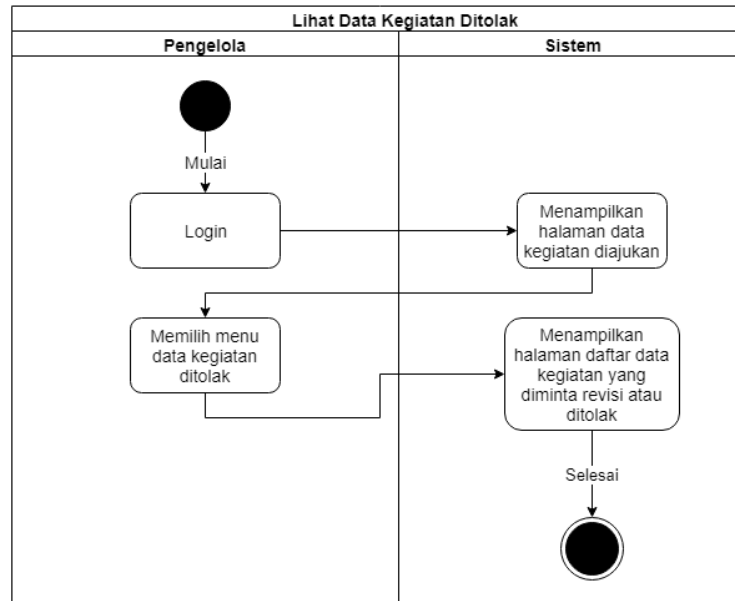 Lihat Data Kegiatan Ditolak
Pengelola
Sistem
Mulai
Login
Menampilkan
halaman data
kegiatan diajukan
Memilih menu
data kegiatan
ditolak
Menampilkan
halaman daftar data
kegiatan yang
diminta revisi atau
ditolak
Selesai